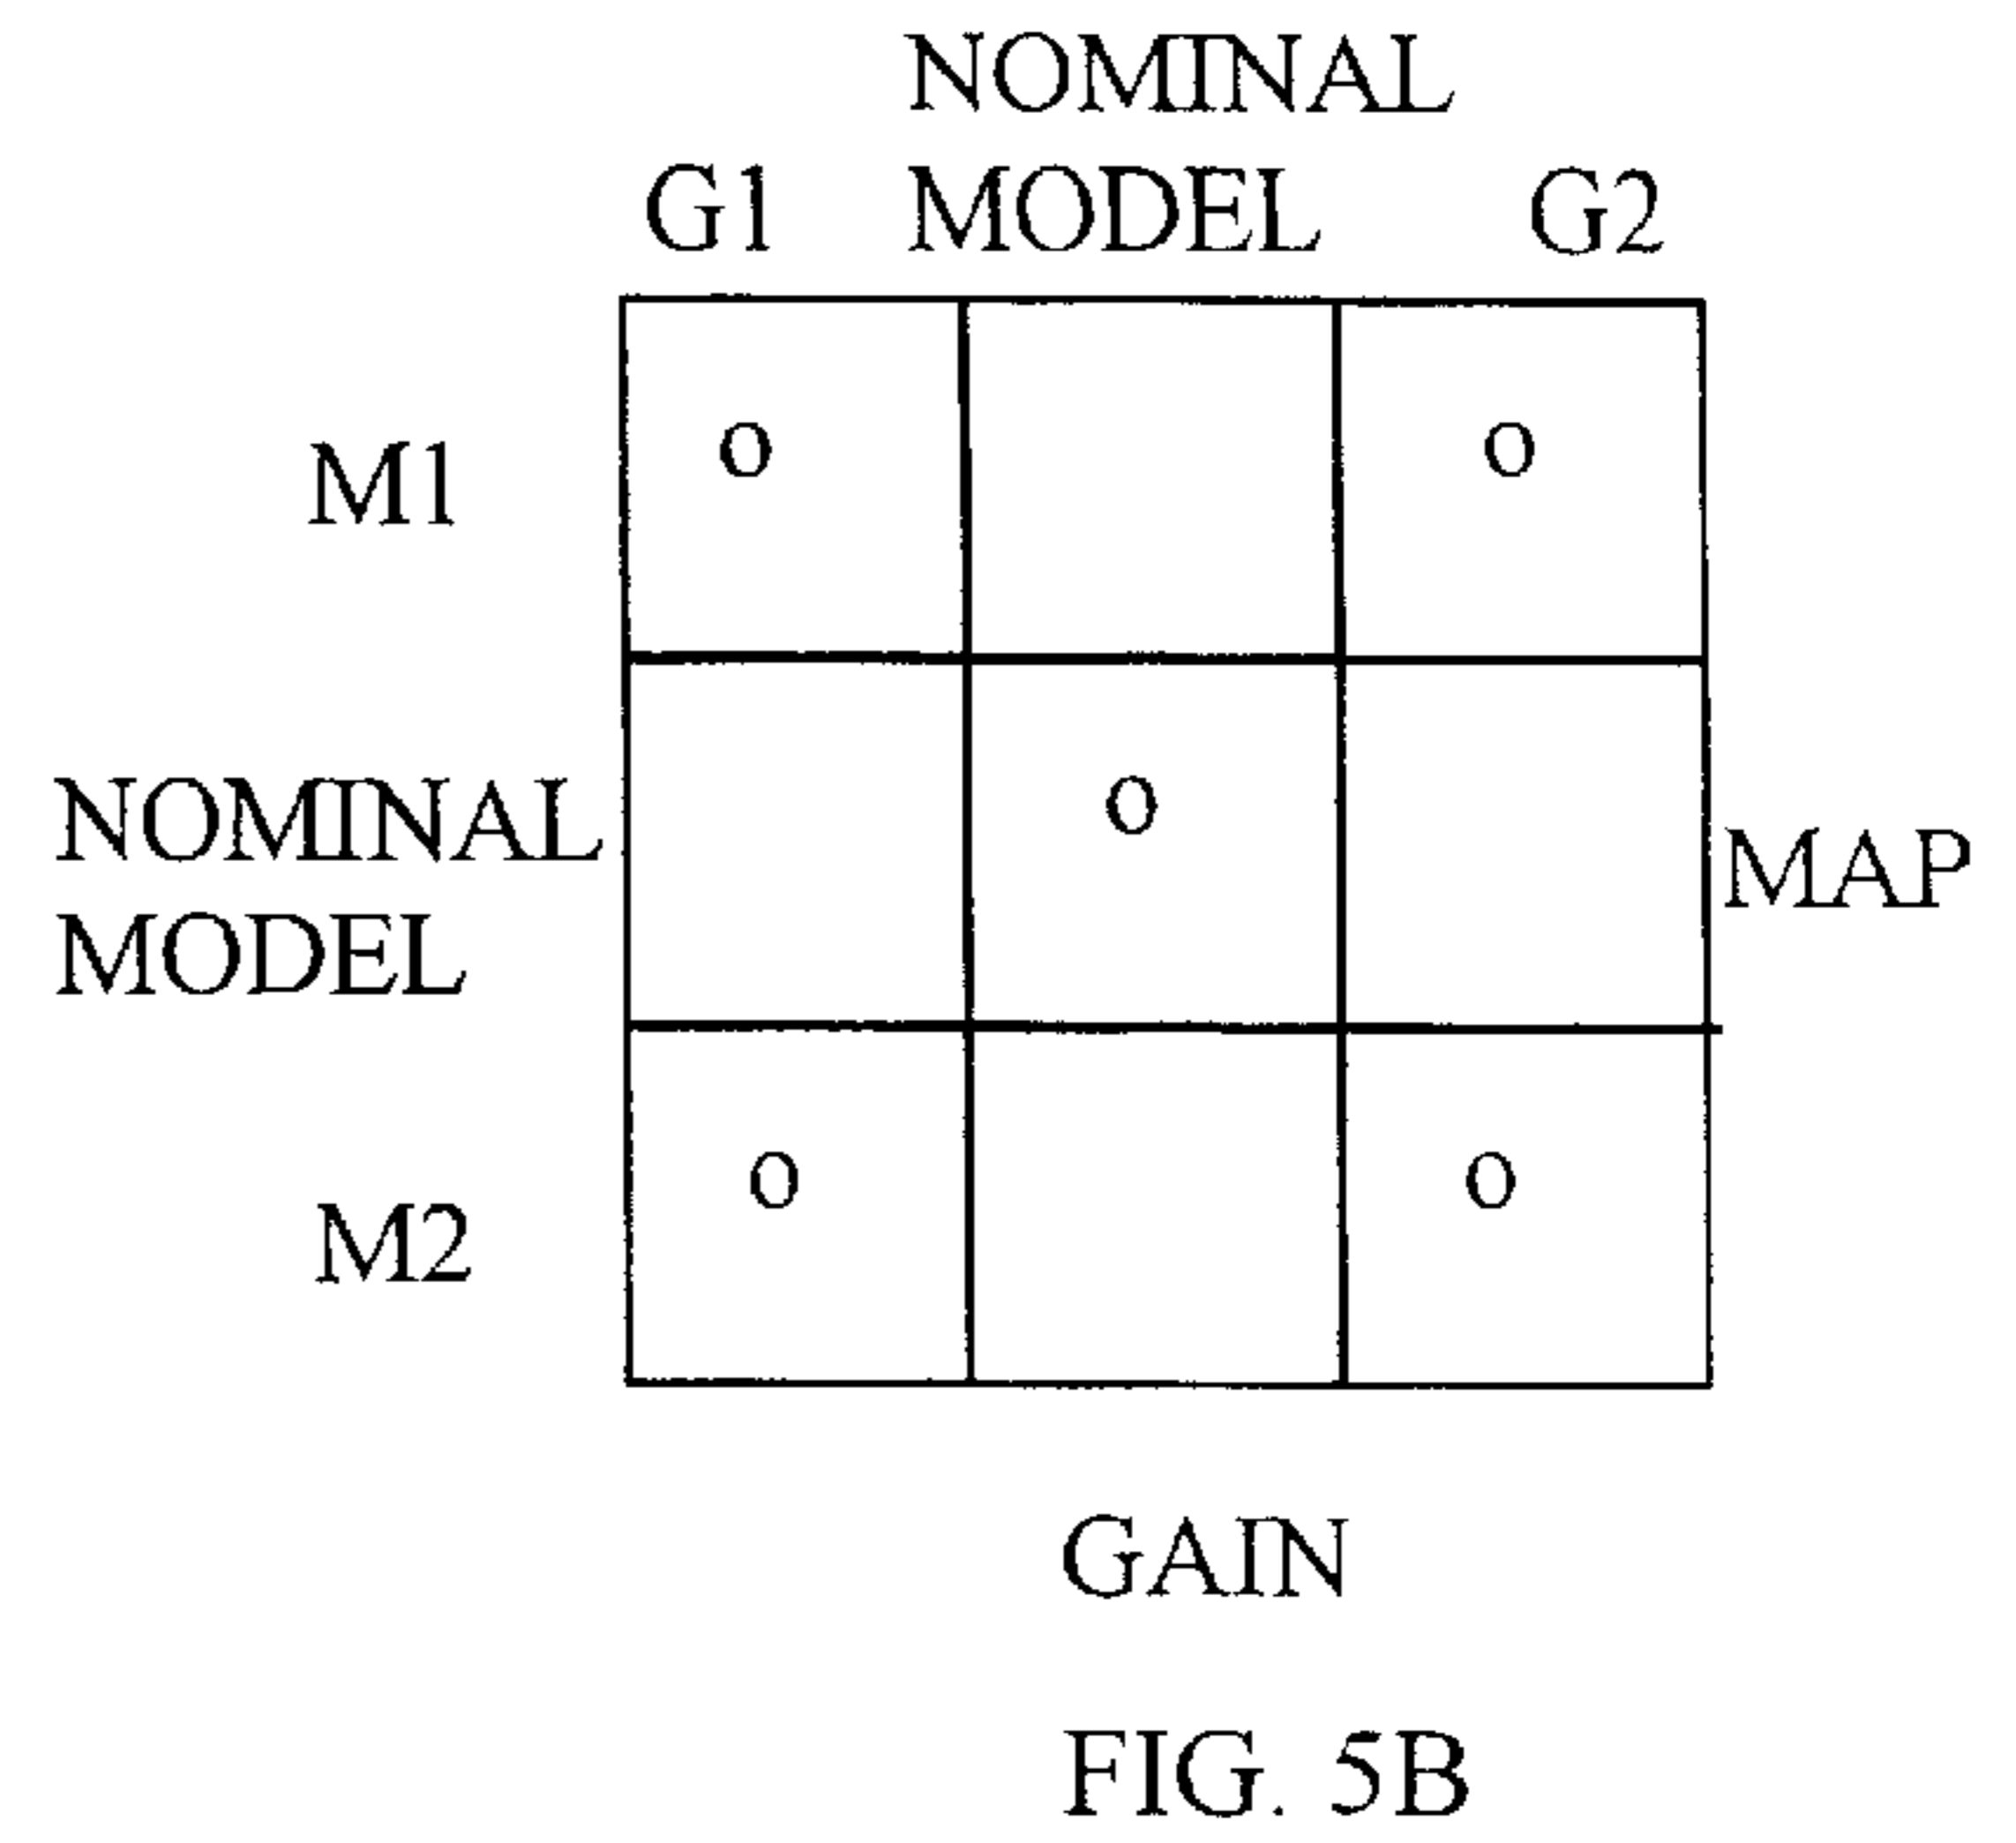 NOMINAL
G1 MODEL G2
M1 o o
NOMINAL
MODEL
o
MAP
M2 o o
GAIN
FIG. 5B